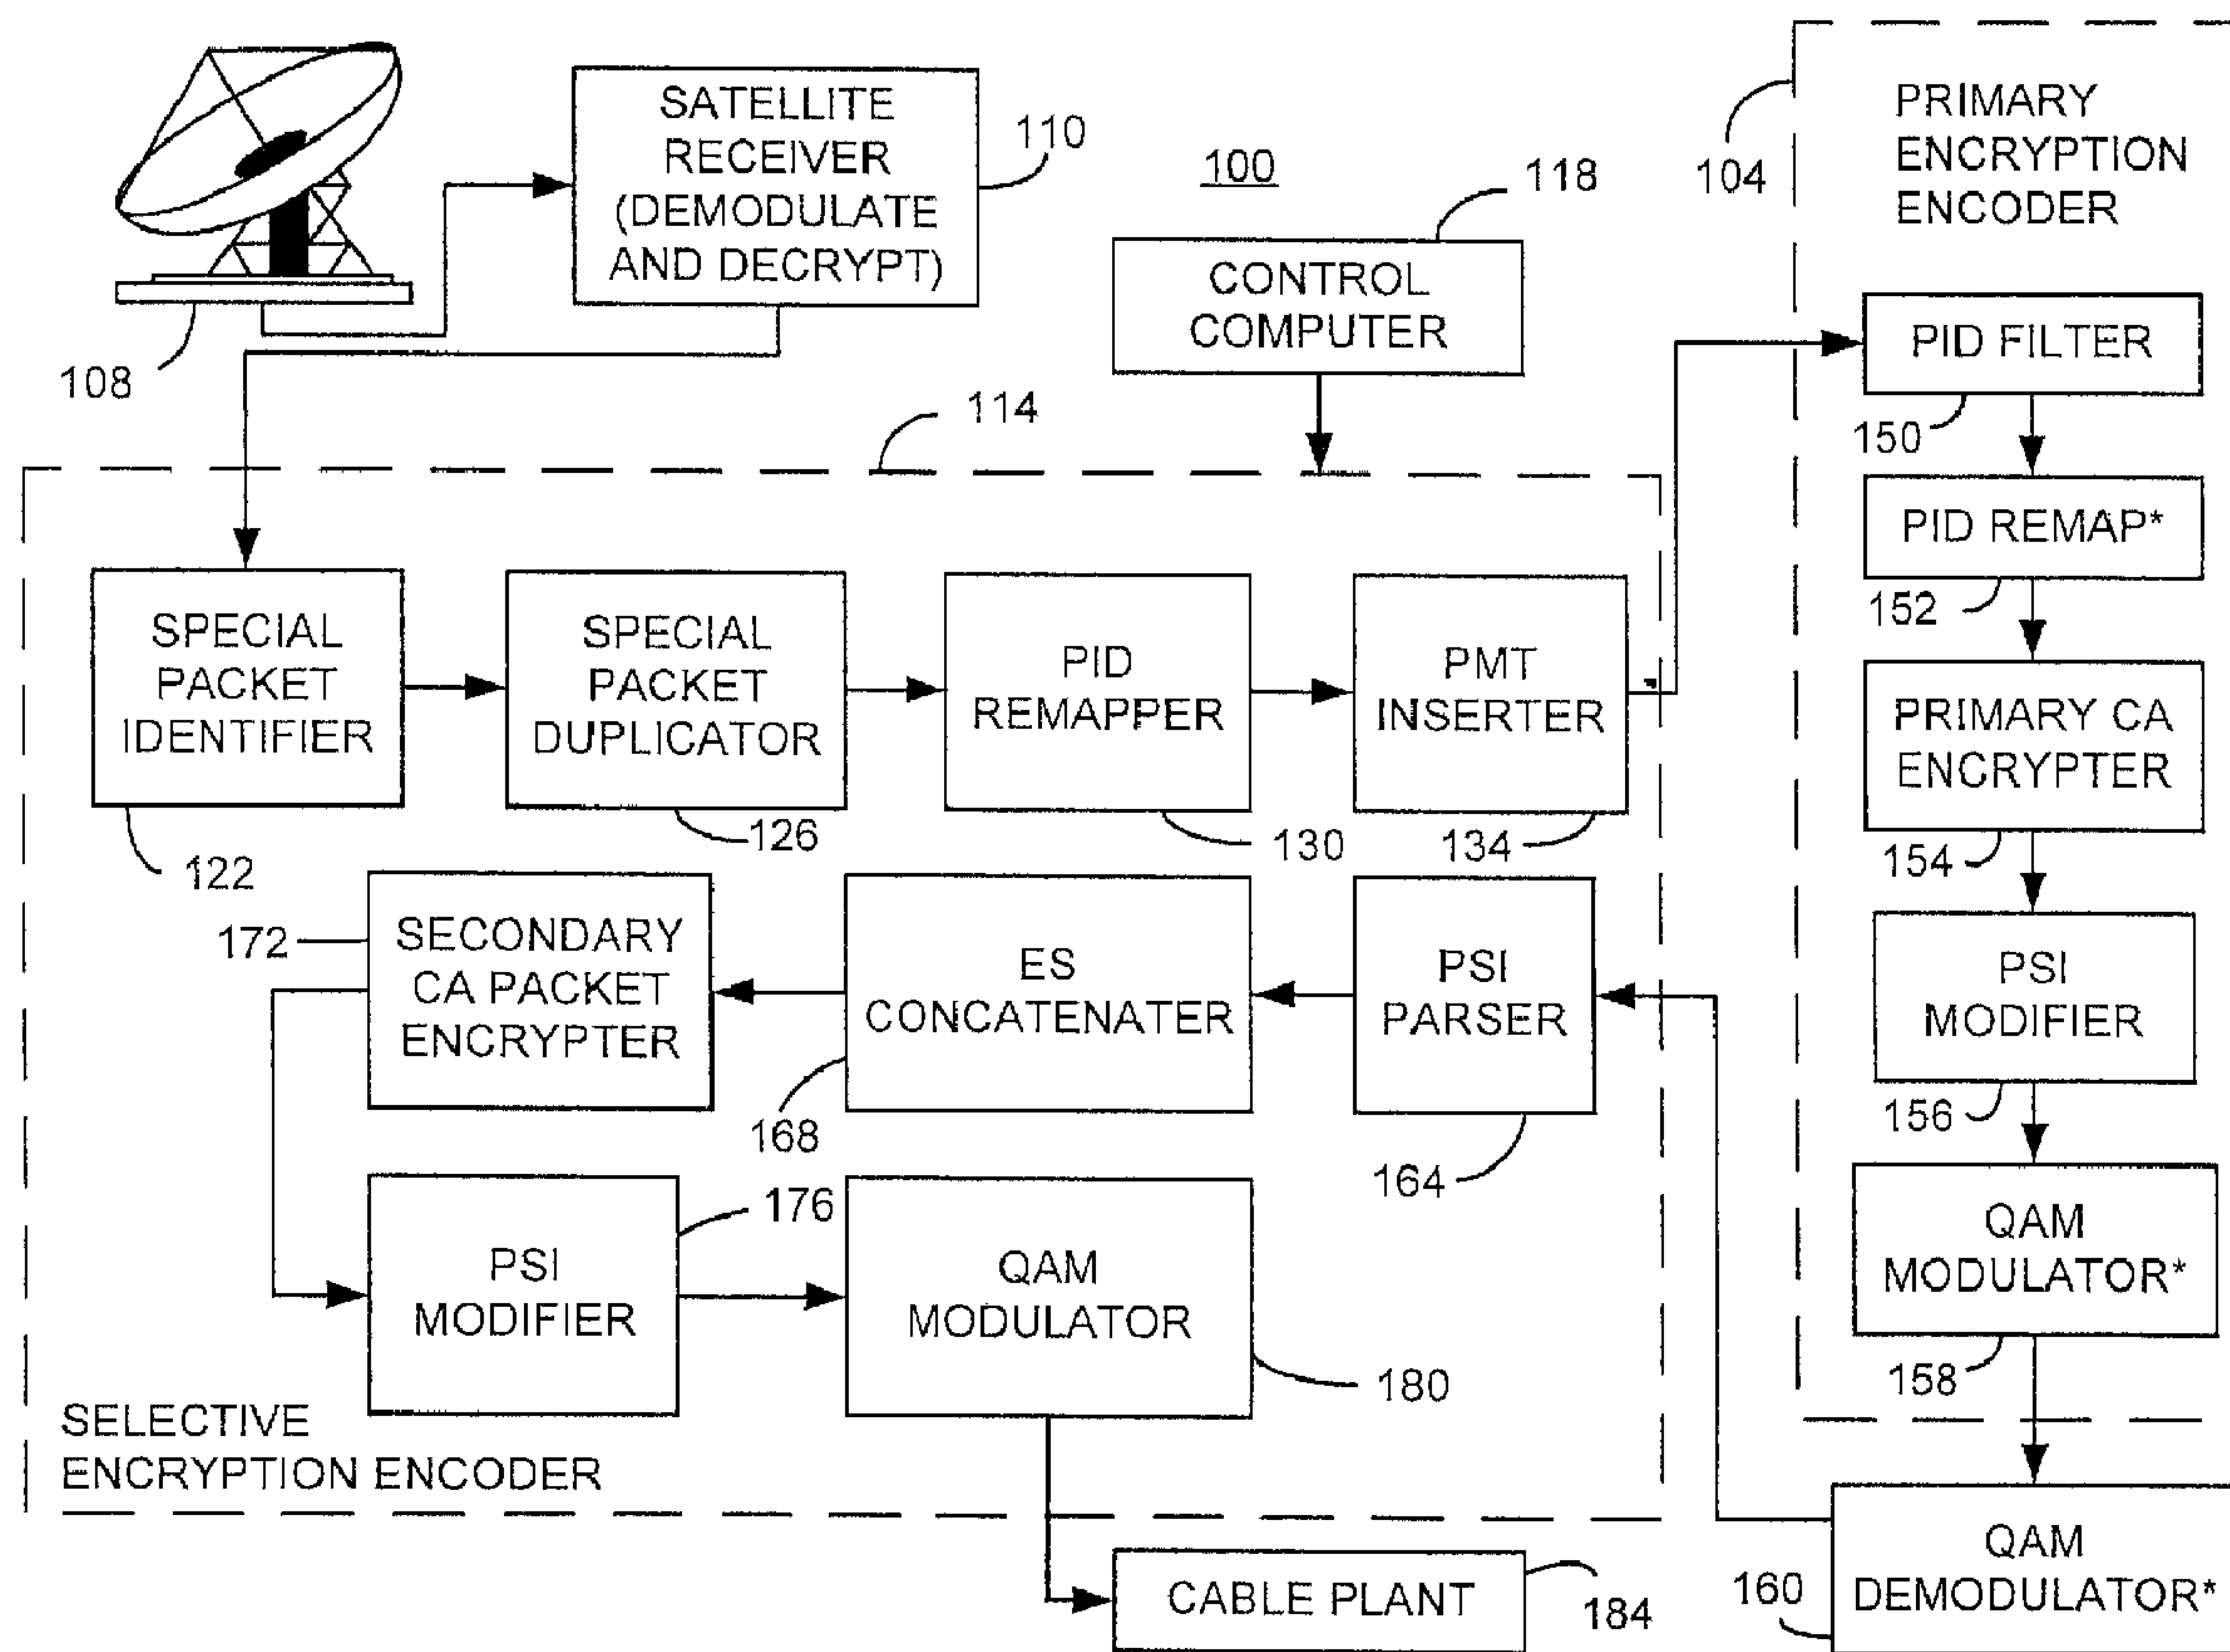 SATELLITE
RECEIVER
(DEMODULATE
AND DECRYPT)
110
100
118
CONTROL
COMPUTER
104
PRIMARY
ENCRYPTION
ENCODER
108
114
PID FILTER
150
PID REMAP*
152
SPECIAL
PACKET
IDENTIFIER
122
SPECIAL
PACKET
DUPLICATOR
126
PID
REMAPPER
130
PMT
INSERTER
134
PRIMARY CA
ENCRYPTER
154
172
SECONDARY
CA PACKET
ENCRYPTER
ES
CONCATENATER
168
PSI
PARSER
164
PSI
MODIFIER
156
PSI
MODIFIER
176
QAM
MODULATOR
180
QAM
MODULATOR*
158
SELECTIVE
ENCRYPTION ENCODER
CABLE PLANT
184
160
QAM
DEMODULATOR*